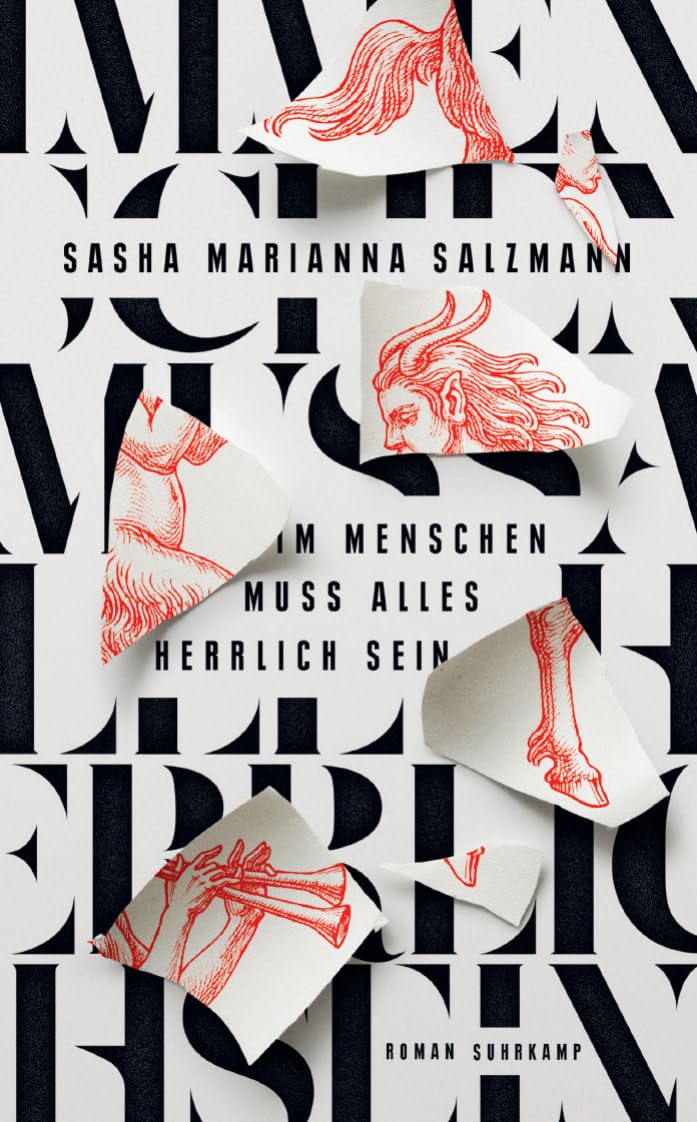 SASHA MARIANNA SALZMANN
IM MENSCHEN
MUSS ALLES
HERRLICH SEIN
ROMAN SUHRKAMP